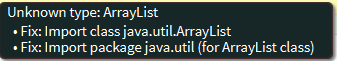 Unknown type: ArrayList
• Fix: Import class java.util.ArrayList
• Fix: Import package java.util (for ArrayList class)